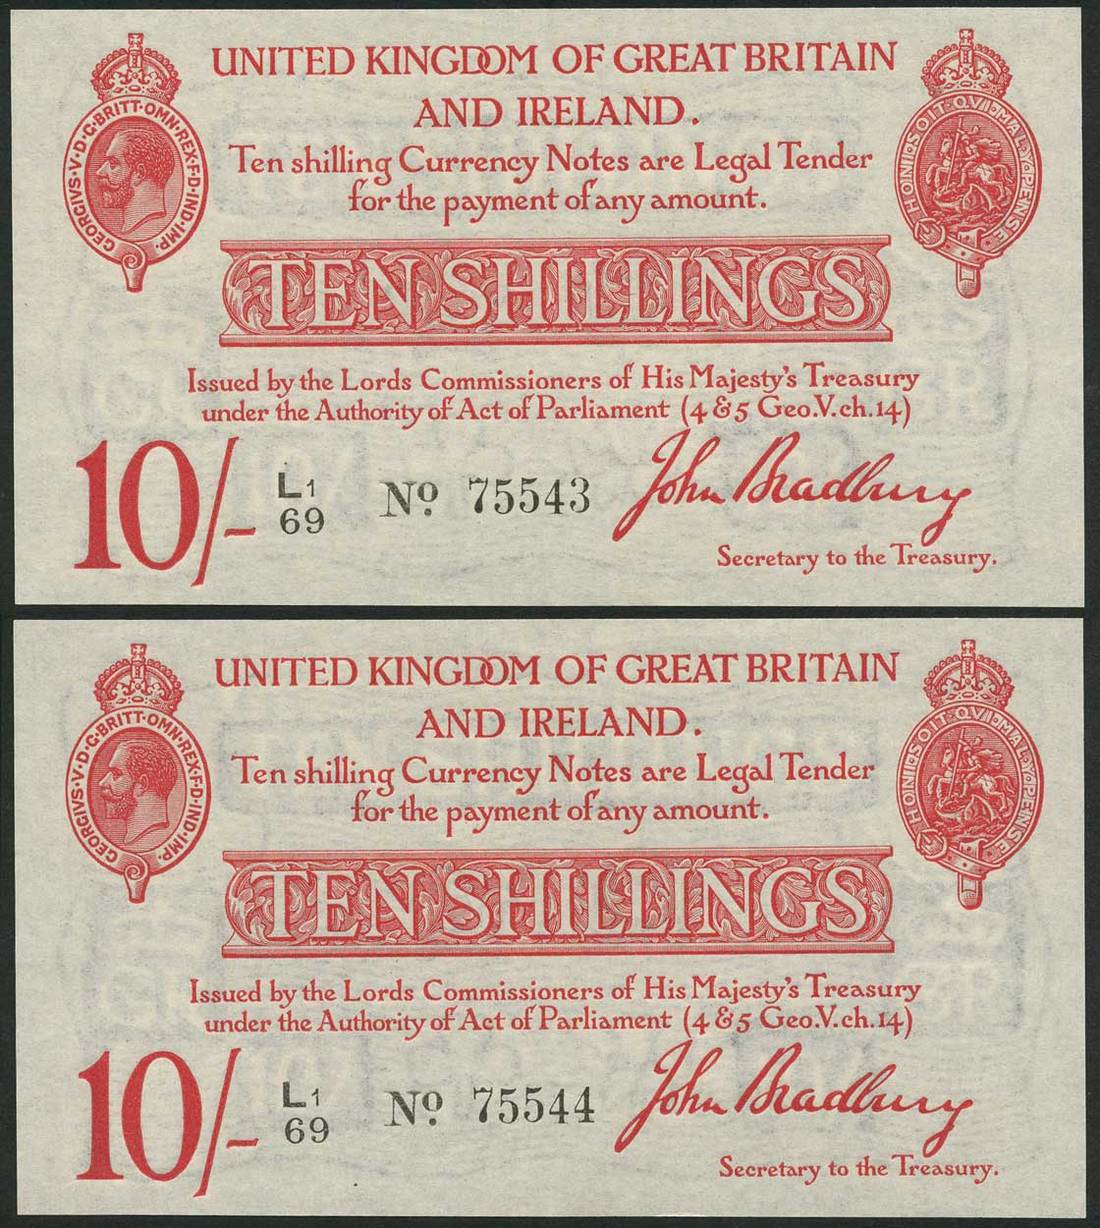 UNITED KINGDOM OF GREAT BRITAIN
AND IRELAND.
GEORGIVS·V·D·G·BRITT·OMN·REX·F·D·IND·IMP·
HONI·SOIT·QVI·MAL·Y·PENSE
Ten shilling Currency Notes are Legal Tender
for the payment of any amount.
TEN SHILLINGS
Issued by the Lords Commissioners of His Majesty's Treasury
under the Authority of Act of Parliament (4 & 5 Geo.V.ch.14)
10/- L1/69 No. 75543 John Bradbury
Secretary to the Treasury.
UNITED KINGDOM OF GREAT BRITAIN
AND IRELAND.
GEORGIVS·V·D·G·BRITT·OMN·REX·F·D·IND·IMP·
HONI·SOIT·QVI·MAL·Y·PENSE
Ten shilling Currency Notes are Legal Tender
for the payment of any amount.
TEN SHILLINGS
Issued by the Lords Commissioners of His Majesty's Treasury
under the Authority of Act of Parliament (4 & 5 Geo.V.ch.14)
10/- L1/69 No. 75544 John Bradbury
Secretary to the Treasury.